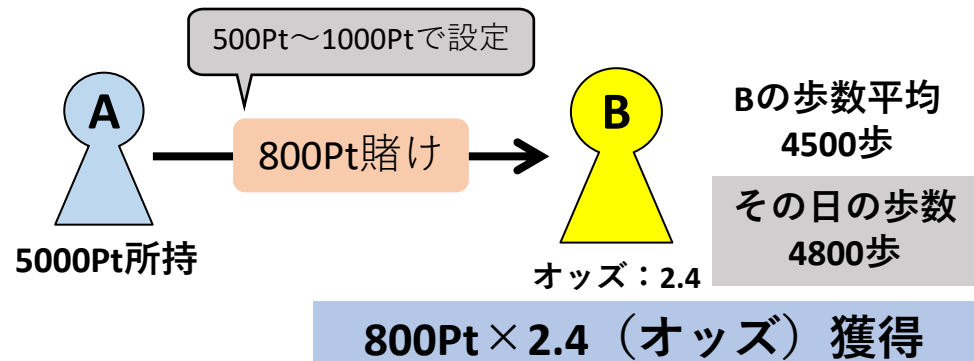 500Pt～1000Ptで設定
A
800Pt賭け
B
Bの歩数平均
4500歩
その日の歩数
4800歩
5000Pt所持
オッズ：2.4
800Pt×2.4（オッズ）獲得